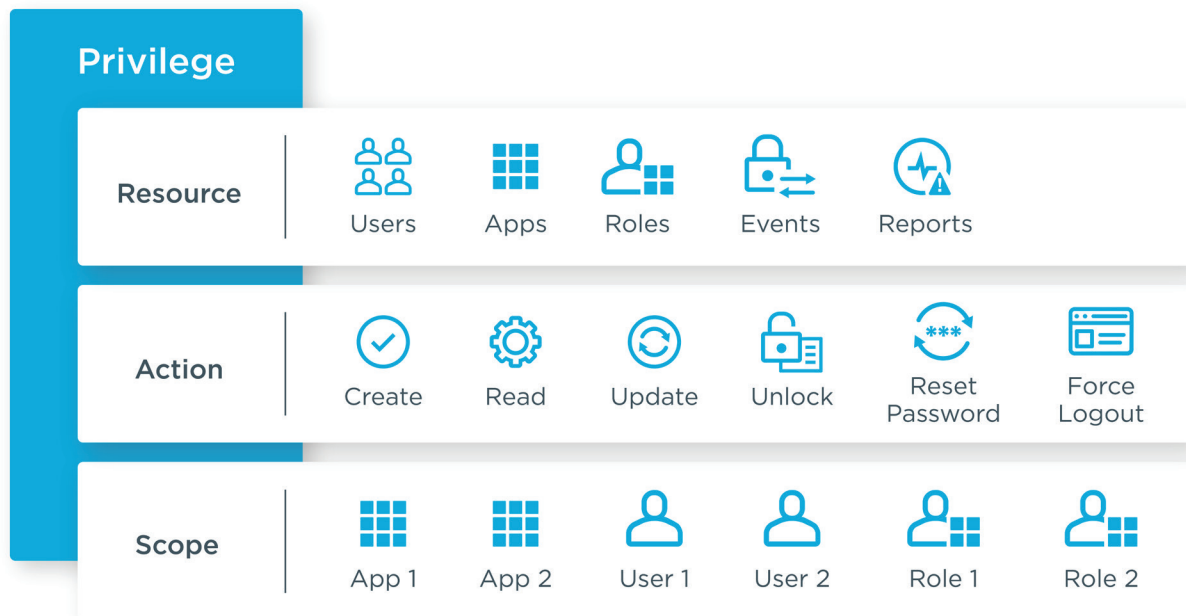 Privilege
Resource
Users
Apps
Roles
Events
Reports
Action
Create
Read
Update
Unlock
***
Reset
Password
Force
Logout
Scope
App 1
App 2
User 1
User 2
Role 1
Role 2